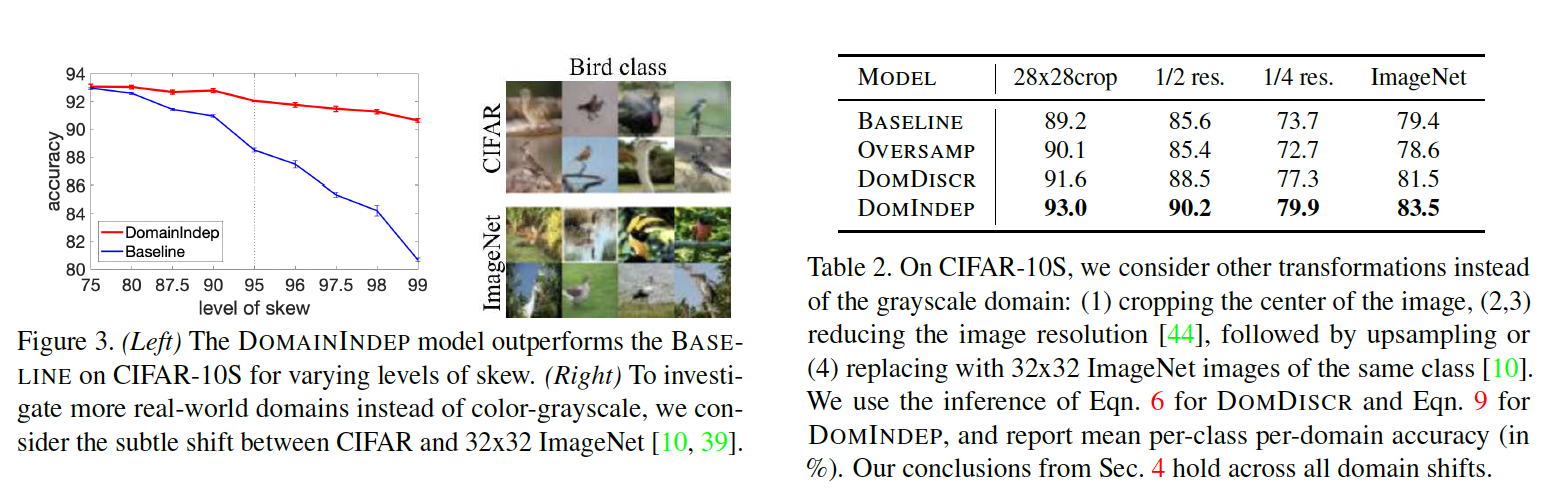 94
92
90
88
86
84
82
80
accuracy
DomainIndep
Baseline
75 80 87.5 90 95 96 97.5 98 99
level of skew
Bird class
CIFAR
ImageNet
Figure 3. (Left) The DOMAININDEP model outperforms the BASE-
LINE on CIFAR-10S for varying levels of skew. (Right) To investi-
gate more real-world domains instead of color-grayscale, we con-
sider the subtle shift between CIFAR and 32x32 ImageNet [10, 39].
MODEL 28x28crop 1/2 res. 1/4 res. ImageNet
BASELINE 89.2 85.6 73.7 79.4
OVERSAMP 90.1 85.4 72.7 78.6
DOMDISCR 91.6 88.5 77.3 81.5
DOMINDEP 93.0 90.2 79.9 83.5
Table 2. On CIFAR-10S, we consider other transformations instead
of the grayscale domain: (1) cropping the center of the image, (2,3)
reducing the image resolution [44], followed by upsampling or
(4) replacing with 32x32 ImageNet images of the same class [10].
We use the inference of Eqn. 6 for DOMDISCR and Eqn. 9 for
DOMINDEP, and report mean per-class per-domain accuracy (in
%). Our conclusions from Sec. 4 hold across all domain shifts.